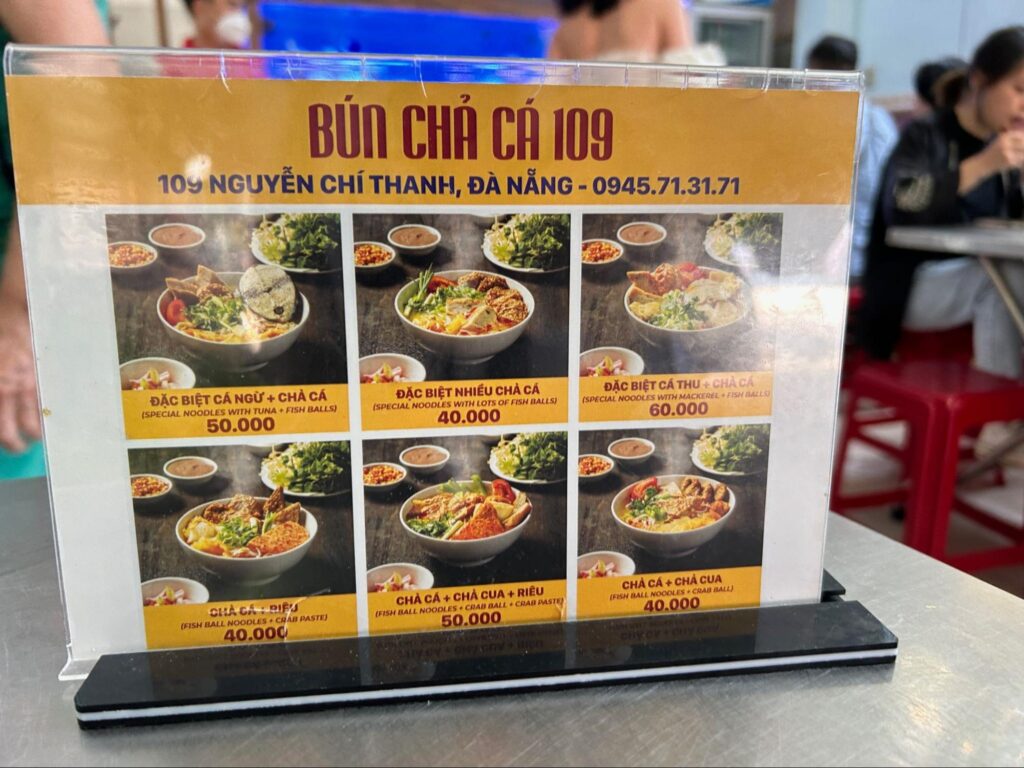 BÚN CHẢ CÁ 109
109 NGUYỄN CHÍ THANH, ĐÀ NẴNG - 0945.71.31.71
ĐẶC BIỆT CÁ NGỪ + CHẢ CÁ
(SPECIAL NOODLES WITH TUNA + FISH BALLS)
50.000
ĐẶC BIỆT NHIỀU CHẢ CÁ
(SPECIAL NOODLES WITH LOTS OF FISH BALLS)
40.000
ĐẶC BIỆT CÁ THU + CHẢ CÁ
(SPECIAL NOODLES WITH MACKEREL + FISH BALLS)
60.000
CHẢ CÁ + RIÊU
(FISH BALL NOODLES + CRAB PASTE)
40.000
CHẢ CÁ + CHẢ CUA + RIÊU
(FISH BALL NOODLES + CRAB BALL + CRAB PASTE)
50.000
CHẢ CÁ + CHẢ CUA
(FISH BALL NOODLES + CRAB BALL)
40.000